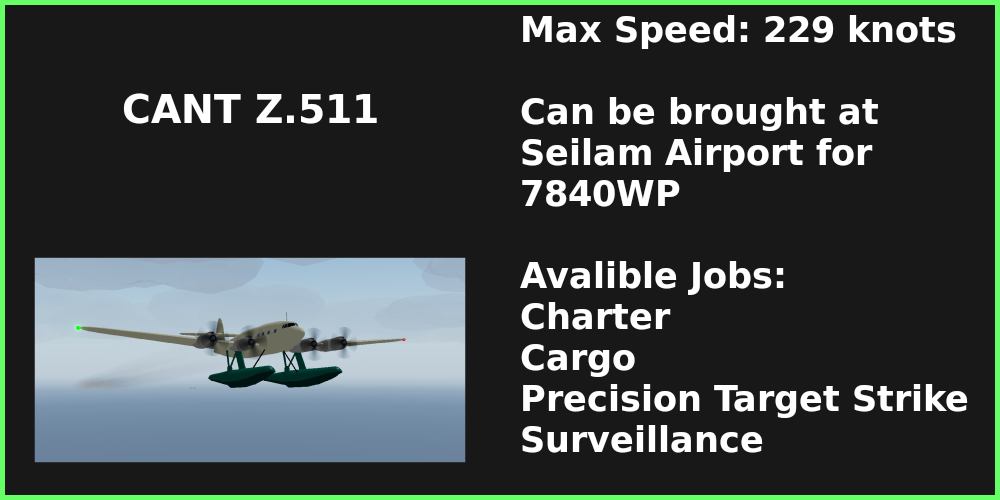 CANT Z.511
Max Speed: 229 knots
Can be brought at
Seilam Airport for
7840WP
Avalible Jobs:
Charter
Cargo
Precision Target Strike
Surveillance